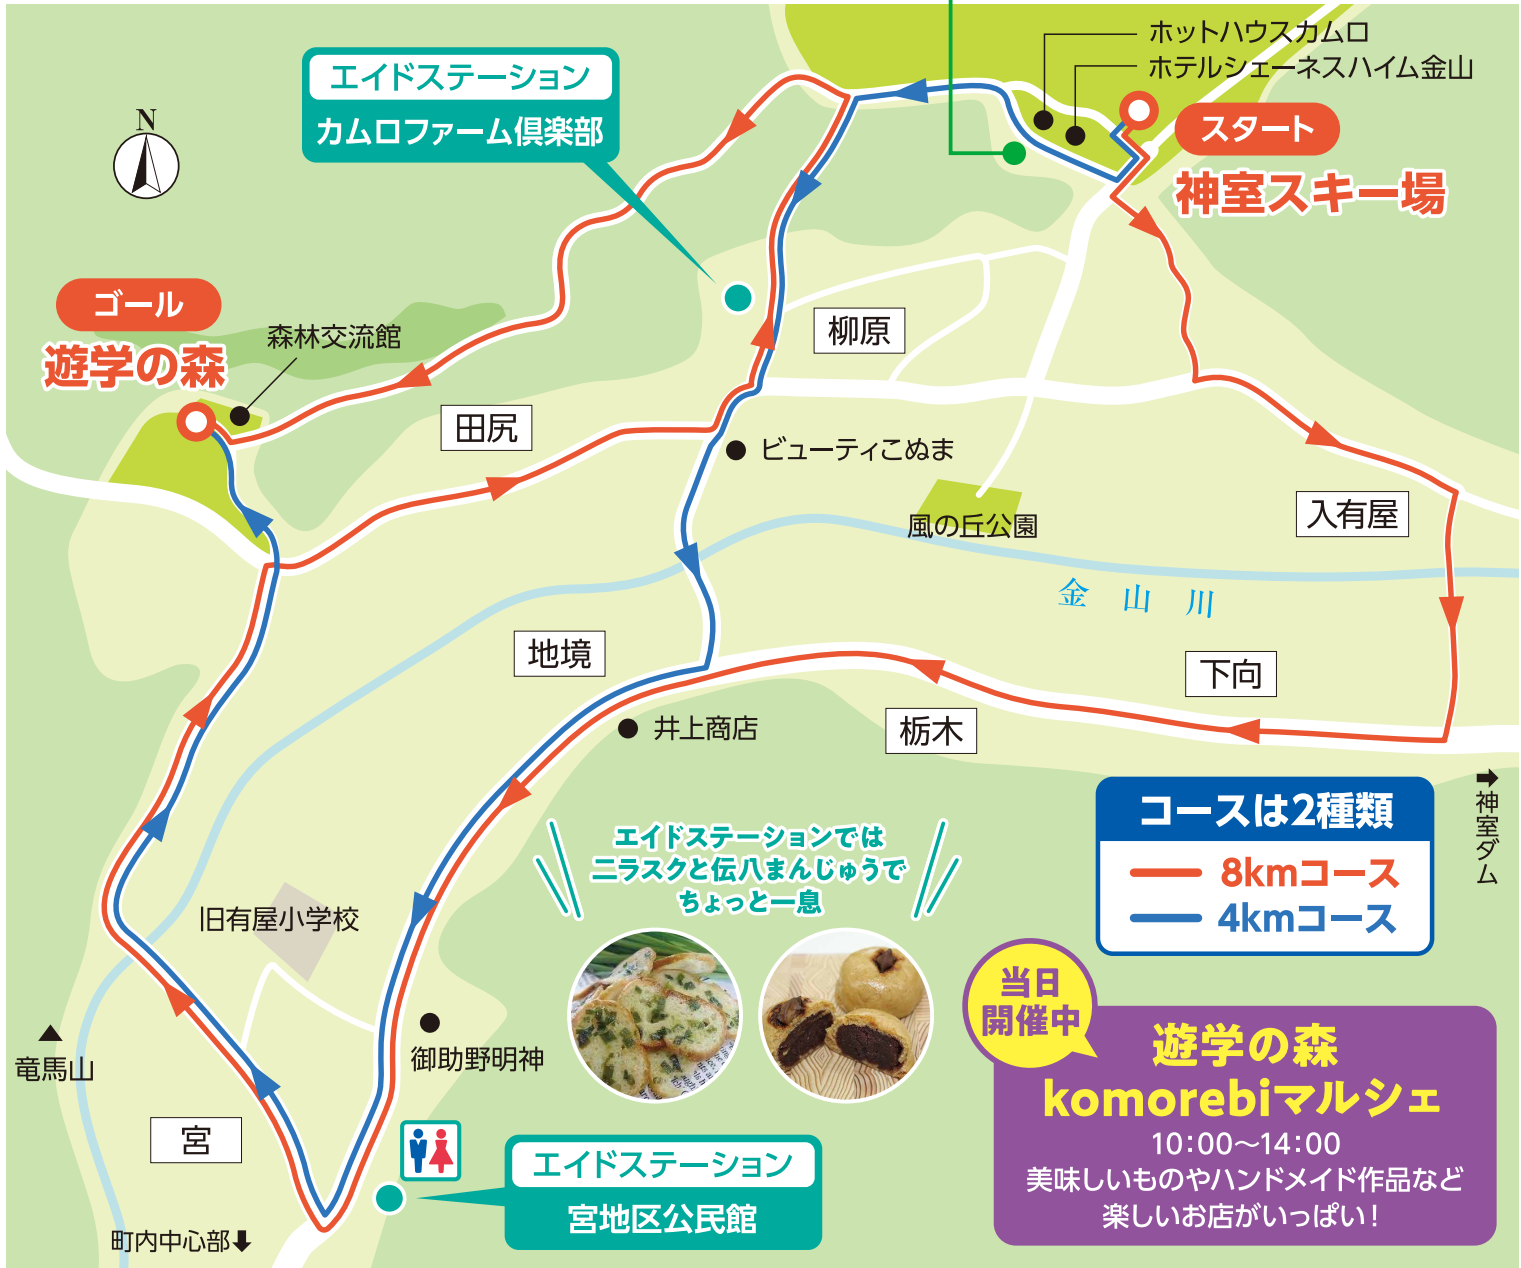 ホットハウスカムロ
ホテルシェーネスハイム金山
エイドステーション
カムロファーム倶楽部
N
スタート
神室スキー場
ゴール
遊学の森
森林交流館
柳原
田尻
ビューティこぬま
入有屋
風の丘公園
金山川
地境
下向
井上商店
栃木
➡神室ダム
コースは2種類
8kmコース
4kmコース
エイドステーションでは
ニラスクと伝八まんじゅうで
ちょっと一息
旧有屋小学校
当日
開催中
遊学の森
komorebiマルシェ
10:00〜14:00
美味しいものやハンドメイド作品など
楽しいお店がいっぱい!
竜馬山
御助野明神
宮
エイドステーション
宮地区公民館
町内中心部⬇